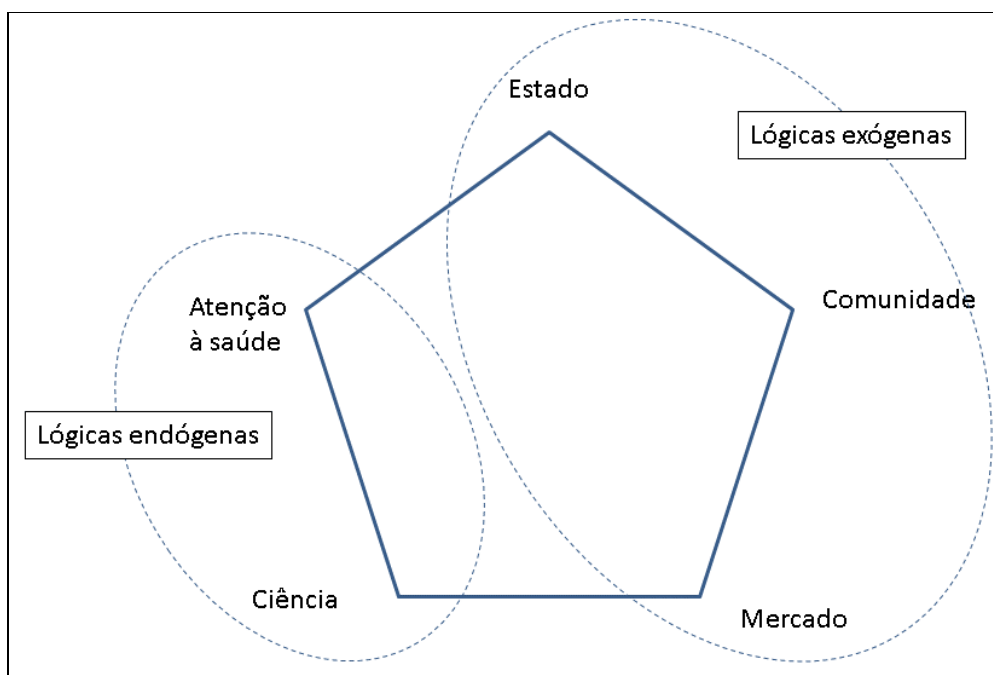 Estado
Lógicas exógenas
Atenção
à saúde
Comunidade
Lógicas endógenas
Ciência
Mercado